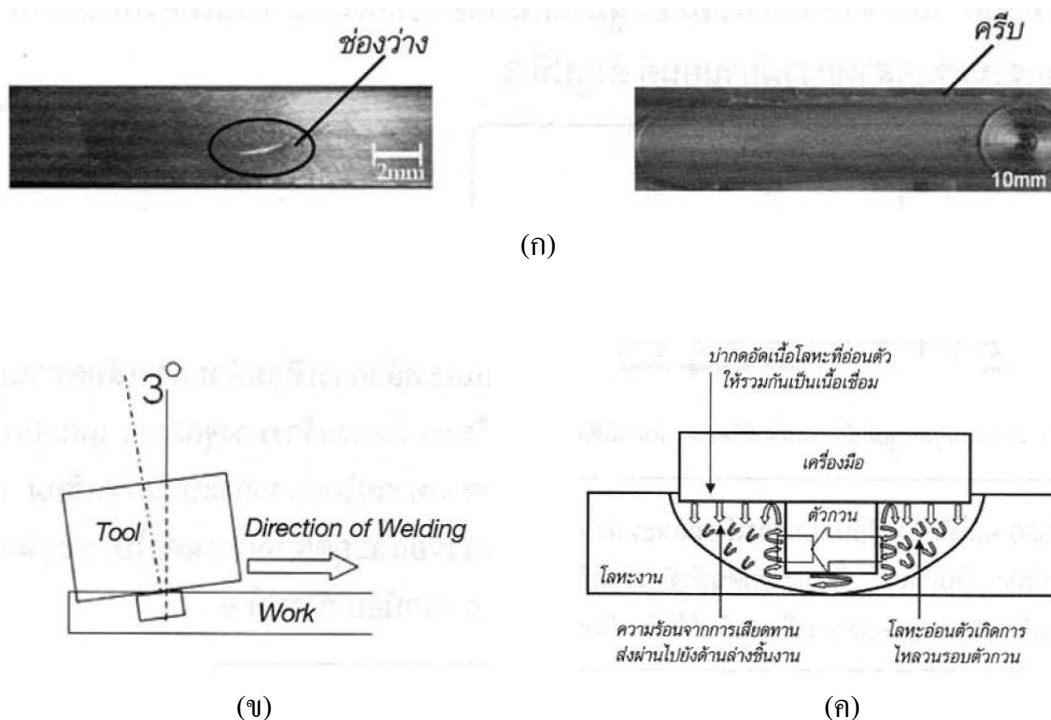 ช่องว่าง
2mm
ครีบ
10mm
(ก)
3°
Tool
Direction of Welding
Work
(ข)
บ่ากดอัดเนื้อโลหะที่อ่อนตัว
ให้รวมกันเป็นเนื้อเชื่อม
เครื่องมือ
ตัวกวน
โลหะงาน
ความร้อนจากการเสียดทาน
ส่งผ่านไปยังด้านล่างชิ้นงาน
โลหะอ่อนตัวเกิดการ
ไหลวนรอบตัวกวน
(ค)